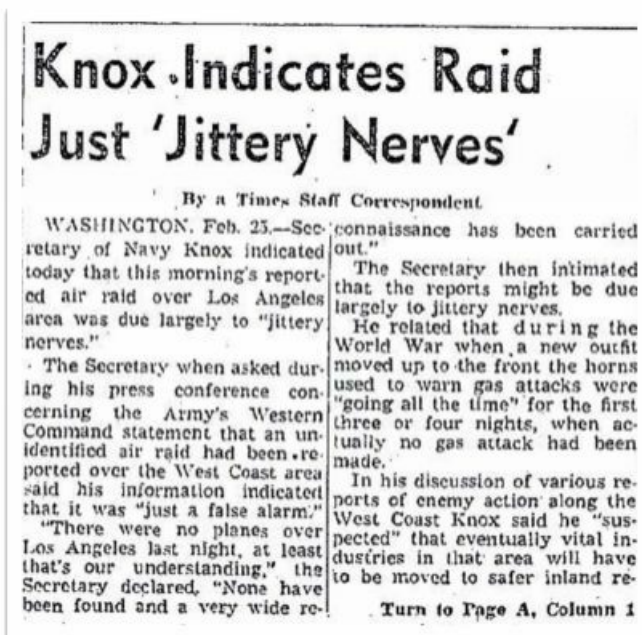 Knox Indicates Raid
Just 'Jittery Nerves'
By a Times Staff Correspondent
WASHINGTON, Feb. 25.—Sec-
retary of Navy Knox indicated
today that this morning's report-
ed air raid over Los Angeles
area was due largely to "jittery
nerves."
The Secretary when asked dur-
ing his press conference con-
cerning the Army's Western
Command statement that an un-
identified air raid had been re-
ported over the West Coast area
said his information indicated
that it was "just a false alarm."
"There were no planes over
Los Angeles last night, at least
that's our understanding," the
Secretary declared, "None have
been found and a very wide re-
connaissance has been carried
out."
The Secretary then intimated
that the reports might be due
largely to jittery nerves.
He related that during the
World War when a new outfit
moved up to the front the horns
used to warn gas attacks were
"going all the time" for the first
three or four nights, when ac-
tually no gas attack had been
made.
In his discussion of various re-
ports of enemy action along the
West Coast Knox said he "sus-
pected" that eventually vital in-
dustries in that area will have
to be moved to safer inland re-
Turn to Page A, Column 1